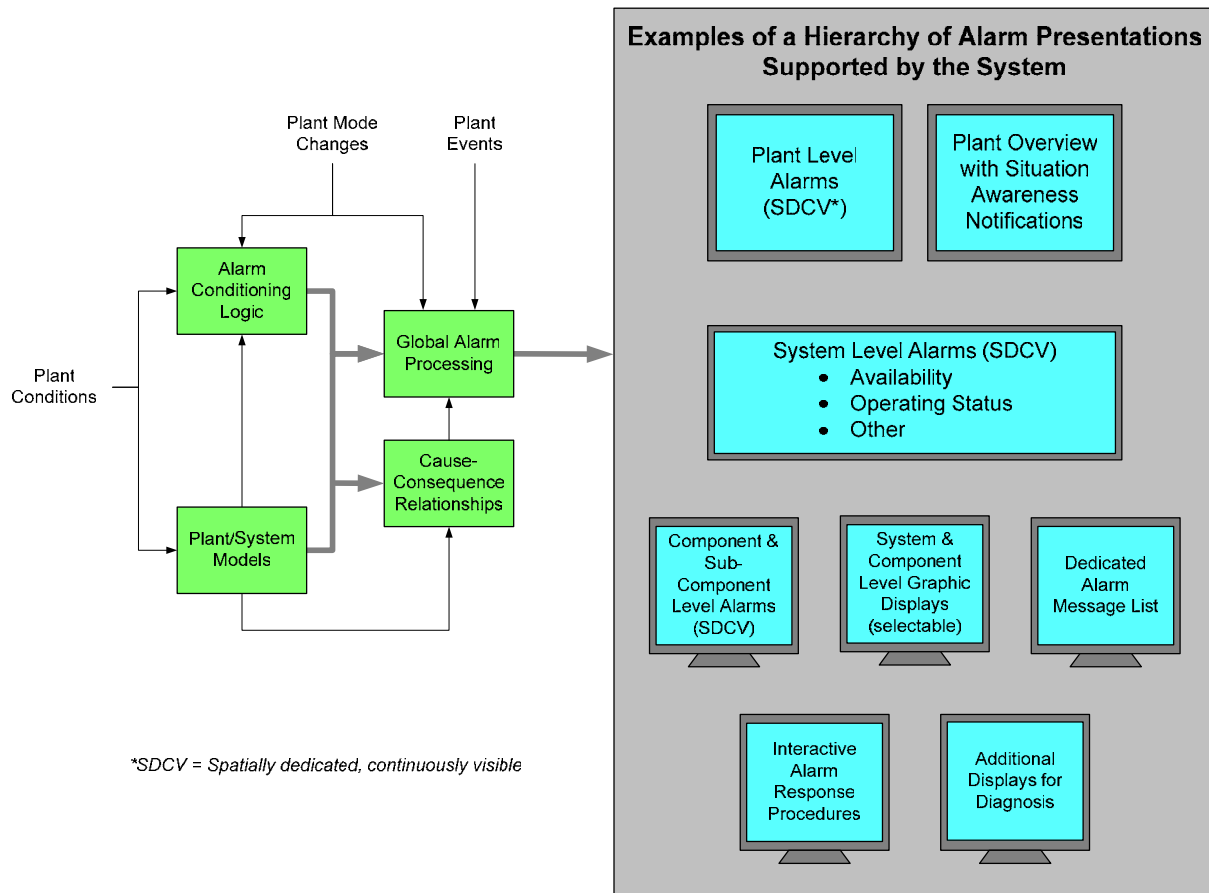 Examples of a Hierarchy of Alarm Presentations
Supported by the System
Plant Mode
Changes
Plant
Events
Alarm
Conditioning
Logic
Global Alarm
Processing
Plant
Conditions
Cause-
Consequence
Relationships
Plant/System
Models
*SDCV = Spatially dedicated, continuously visible
Plant Level
Alarms
(SDCV*)
Plant Overview
with Situation
Awareness
Notifications
System Level Alarms (SDCV)
• Availability
• Operating Status
• Other
Component &
Sub-
Component
Level Alarms
(SDCV)
System &
Component
Level Graphic
Displays
(selectable)
Dedicated
Alarm
Message List
Interactive
Alarm
Response
Procedures
Additional
Displays for
Diagnosis